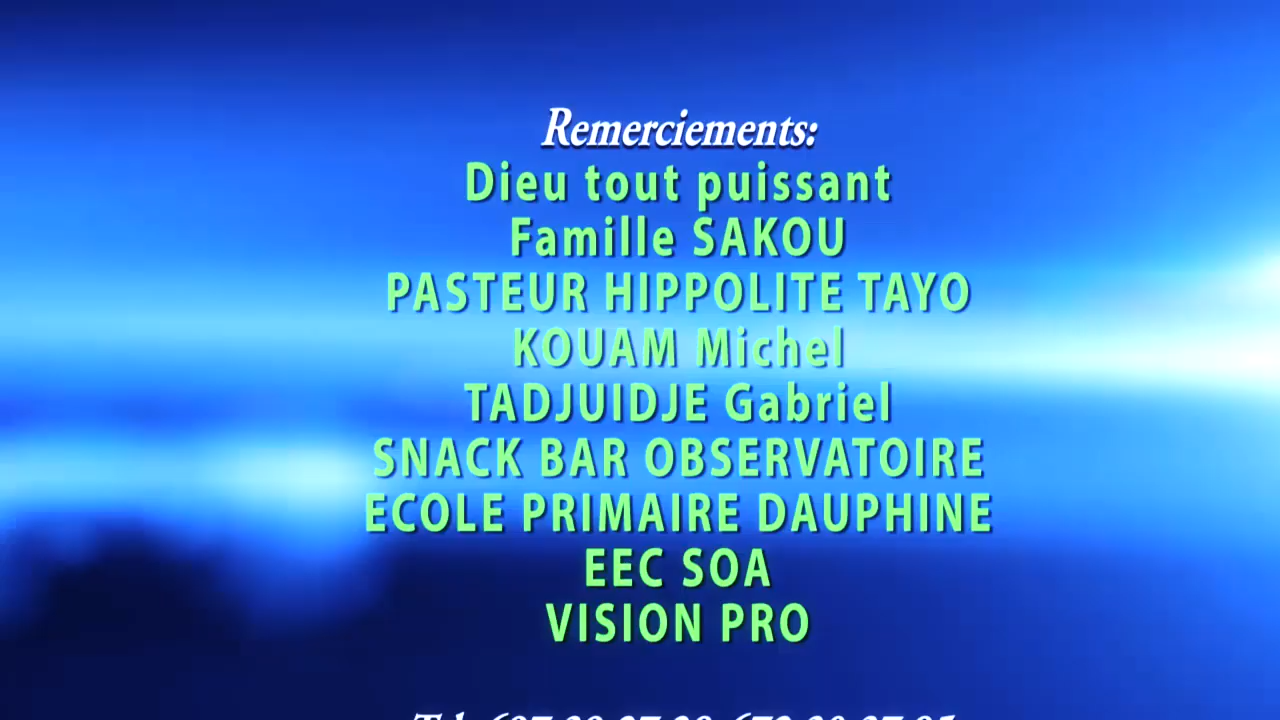 Remerciements:
Dieu tout puissant
Famille SAKOU
PASTEUR HIPPOLITE TAYO
KOUAM Michel
TADJUIDJE Gabriel
SNACK BAR OBSERVATOIRE
ECOLE PRIMAIRE DAUPHINE
EEC SOA
VISION PRO